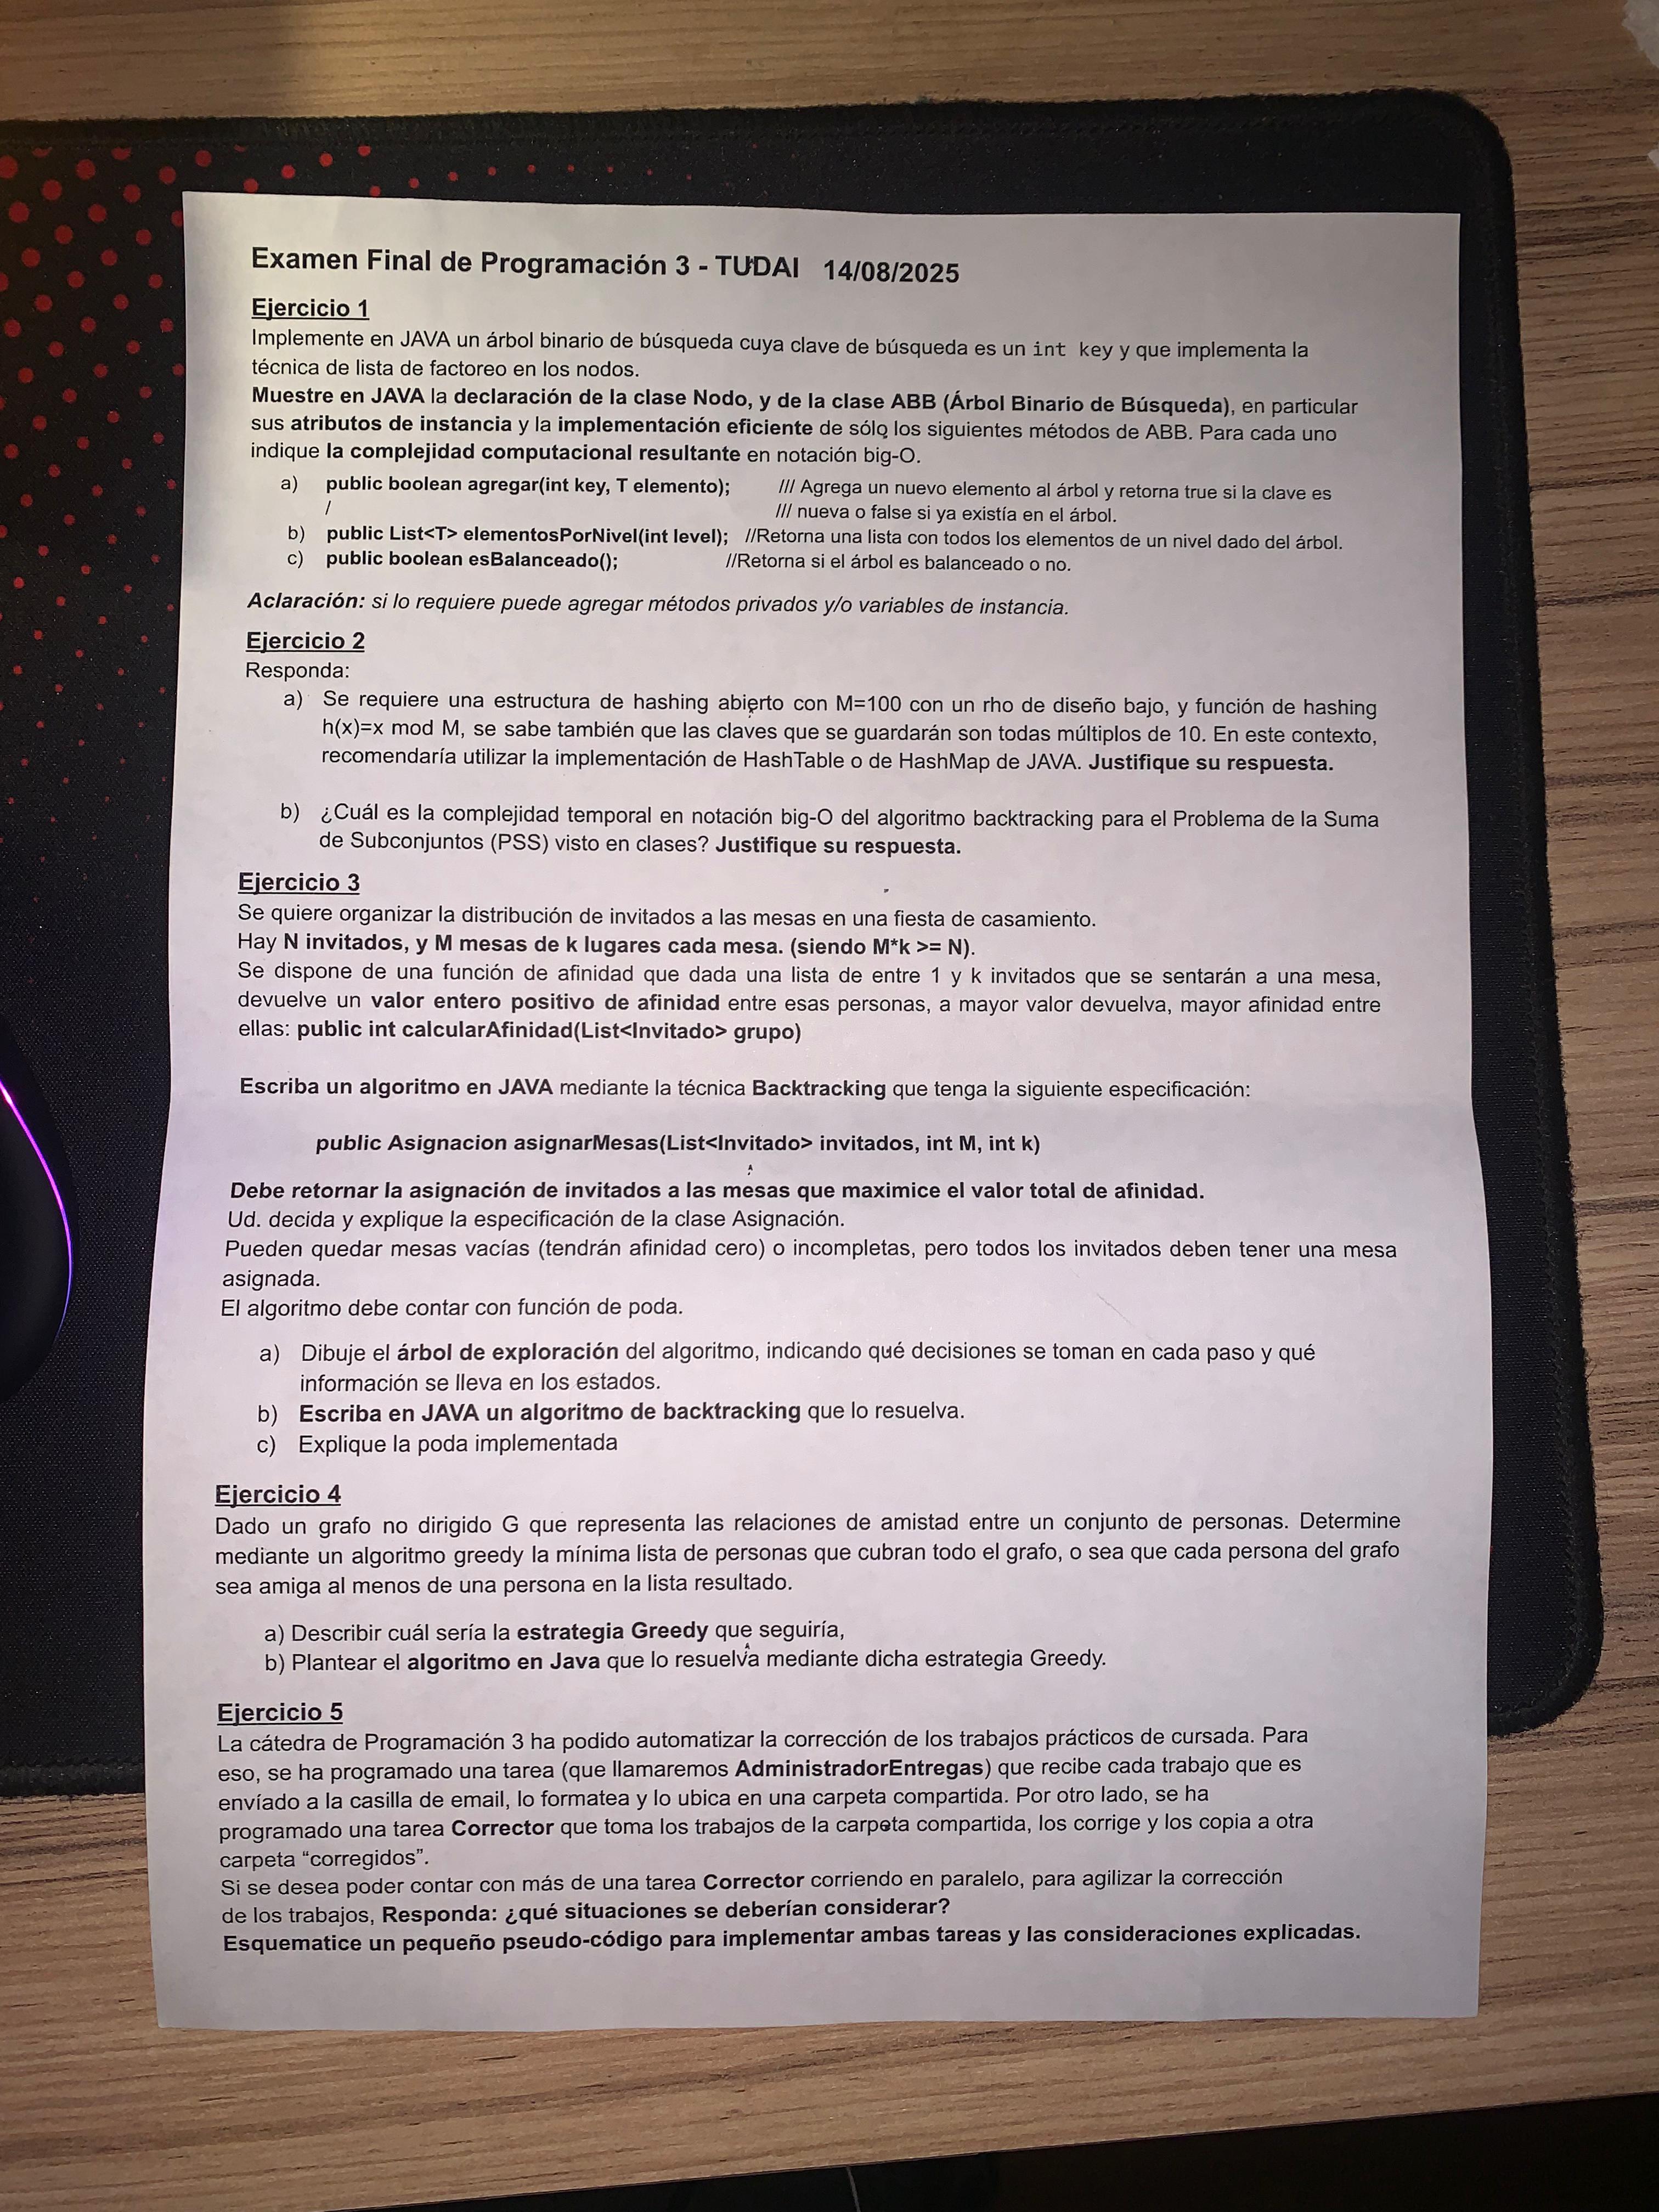 Examen Final de Programación 3 - TUDAI 14/08/2025
Ejercicio 1
Implemente en JAVA un árbol binario de búsqueda cuya clave de búsqueda es un int key y que implementa la
técnica de lista de factoreo en los nodos.
Muestre en JAVA la declaración de la clase Nodo, y de la clase ABB (Árbol Binario de Búsqueda), en particular
sus atributos de instancia y la implementación eficiente de sólo los siguientes métodos de ABB. Para cada uno
indique la complejidad computacional resultante en notación big-O.
a) public boolean agregar(int key, T elemento); /// Agrega un nuevo elemento al árbol y retorna true si la clave es
/ /// nueva o false si ya existía en el árbol.
b) public List<T> elementosPorNivel(int level); //Retorna una lista con todos los elementos de un nivel dado del árbol.
c) public boolean esBalanceado(); //Retorna si el árbol es balanceado o no.
Aclaración: si lo requiere puede agregar métodos privados y/o variables de instancia.
Ejercicio 2
Responda:
a) Se requiere una estructura de hashing abierto con M=100 con un rho de diseño bajo, y función de hashing
h(x)=x mod M, se sabe también que las claves que se guardarán son todas múltiplos de 10. En este contexto,
recomendaría utilizar la implementación de HashTable o de HashMap de JAVA. Justifique su respuesta.
b) ¿Cuál es la complejidad temporal en notación big-O del algoritmo backtracking para el Problema de la Suma
de Subconjuntos (PSS) visto en clases? Justifique su respuesta.
Ejercicio 3
Se quiere organizar la distribución de invitados a las mesas en una fiesta de casamiento.
Hay N invitados, y M mesas de k lugares cada mesa. (siendo M*k >= N).
Se dispone de una función de afinidad que dada una lista de entre 1 y k invitados que se sentarán a una mesa,
devuelve un valor entero positivo de afinidad entre esas personas, a mayor valor devuelva, mayor afinidad entre
ellas: public int calcularAfinidad(List<Invitado> grupo)
Escriba un algoritmo en JAVA mediante la técnica Backtracking que tenga la siguiente especificación:
public Asignacion asignarMesas(List<Invitado> invitados, int M, int k)
Debe retornar la asignación de invitados a las mesas que maximice el valor total de afinidad.
Ud. decida y explique la especificación de la clase Asignación.
Pueden quedar mesas vacías (tendrán afinidad cero) o incompletas, pero todos los invitados deben tener una mesa
asignada.
El algoritmo debe contar con función de poda.
a) Dibuje el árbol de exploración del algoritmo, indicando qué decisiones se toman en cada paso y qué
información se lleva en los estados.
b) Escriba en JAVA un algoritmo de backtracking que lo resuelva.
c) Explique la poda implementada
Ejercicio 4
Dado un grafo no dirigido G que representa las relaciones de amistad entre un conjunto de personas. Determine
mediante un algoritmo greedy la mínima lista de personas que cubran todo el grafo, o sea que cada persona del grafo
sea amiga al menos de una persona en la lista resultado.
a) Describir cuál sería la estrategia Greedy que seguiría,
b) Plantear el algoritmo en Java que lo resuelva mediante dicha estrategia Greedy.
Ejercicio 5
La cátedra de Programación 3 ha podido automatizar la corrección de los trabajos prácticos de cursada. Para
eso, se ha programado una tarea (que llamaremos AdministradorEntregas) que recibe cada trabajo que es
envíado a la casilla de email, lo formatea y lo ubica en una carpeta compartida. Por otro lado, se ha
programado una tarea Corrector que toma los trabajos de la carpeta compartida, los corrige y los copia a otra
carpeta “corregidos”.
Si se desea poder contar con más de una tarea Corrector corriendo en paralelo, para agilizar la corrección
de los trabajos, Responda: ¿qué situaciones se deberían considerar?
Esquematice un pequeño pseudo-código para implementar ambas tareas y las consideraciones explicadas.